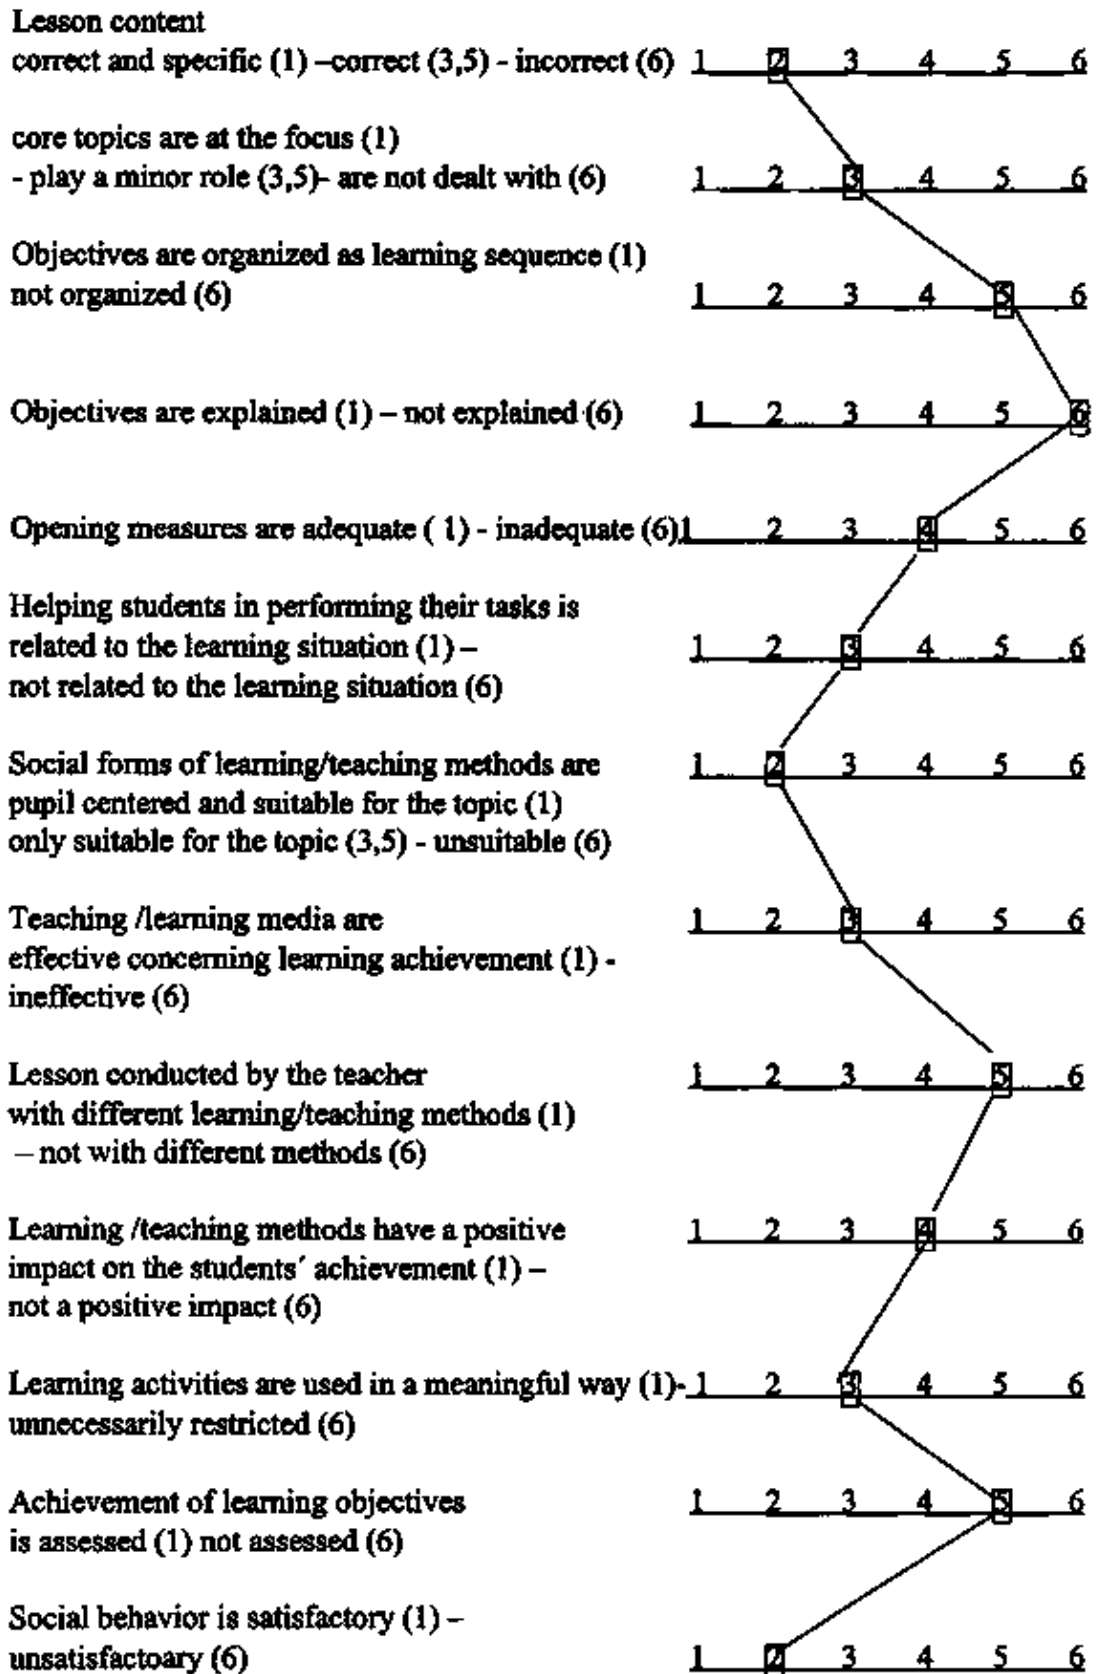 Lesson content
correct and specific (1) –correct (3,5) - incorrect (6) 1 2 3 4 5 6
core topics are at the focus (1)
- play a minor role (3,5)- are not dealt with (6) 1 2 3 4 5 6
Objectives are organized as learning sequence (1)
not organized (6) 1 2 3 4 5 6
Objectives are explained (1) – not explained (6) 1 2 3 4 5 6
Opening measures are adequate ( 1) - inadequate (6)1 2 3 4 5 6
Helping students in performing their tasks is
related to the learning situation (1) – 1 2 3 4 5 6
not related to the learning situation (6)
Social forms of learning/teaching methods are 1 2 3 4 5 6
pupil centered and suitable for the topic (1)
only suitable for the topic (3,5) - unsuitable (6)
Teaching /learning media are 1 2 3 4 5 6
effective concerning learning achievement (1) -
ineffective (6)
Lesson conducted by the teacher 1 2 3 4 5 6
with different learning/teaching methods (1)
– not with different methods (6)
Learning /teaching methods have a positive 1 2 3 4 5 6
impact on the students´ achievement (1) –
not a positive impact (6)
Learning activities are used in a meaningful way (1)- 1 2 3 4 5 6
unnecessarily restricted (6)
Achievement of learning objectives 1 2 3 4 5 6
is assessed (1) not assessed (6)
Social behavior is satisfactory (1) –
unsatisfactoary (6) 1 2 3 4 5 6